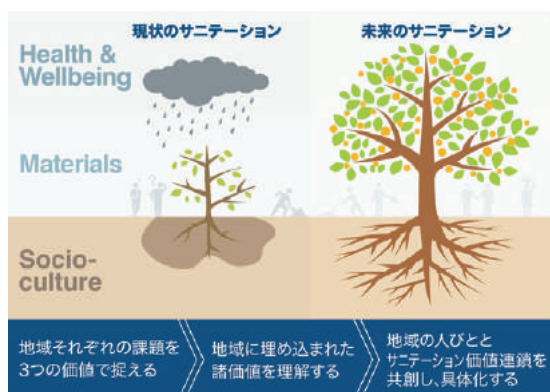 現状のサニテーション
未来のサニテーション
Health &
Wellbeing
Materials
Socio-
culture
地域それぞれの課題を
3つの価値で捉える
地域に埋め込まれた
諸価値を理解する
地域の人びとと
サニテーション価値連鎖を
共創し、具体化する